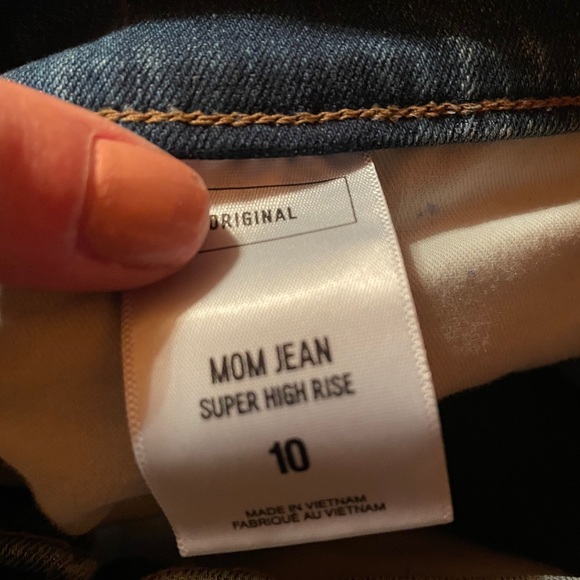 ORIGINAL
MOM JEAN
SUPER HIGH RISE
10
MADE IN VIETNAM
FABRIQUÉ AU VIETNAM